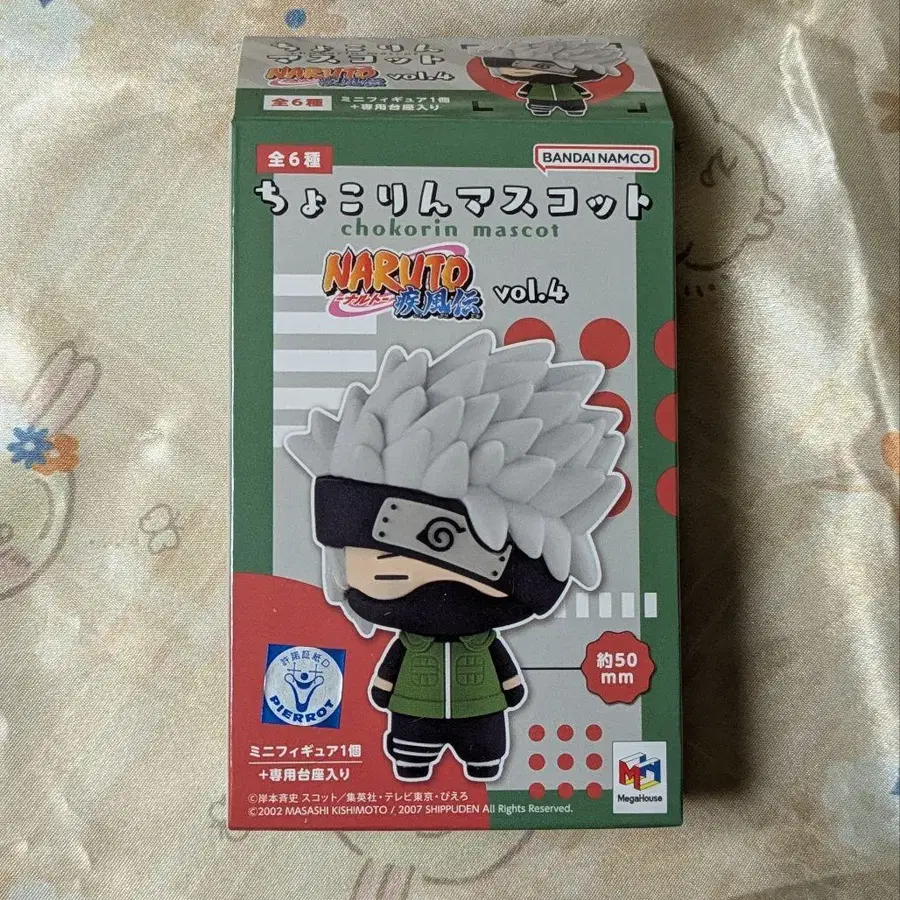 ちょこりん
マスコット
NARUTO
疾風伝
vol.4
全6種
ミニフィギュア1個
+専用台座入り
全6種
BANDAI NAMCO
ちょこりんマスコット
chokorin mascot
NARUTO
-ナルト-
疾風伝
vol.4
約50
mm
許諾証紙D
PIERROT
ミニフィギュア1個
+専用台座入り
MegaHouse
©岸本斉史 スコット/集英社・テレビ東京・ぴえろ
©2002 MASASHI KISHIMOTO / 2007 SHIPPUDEN All Rights Reserved.